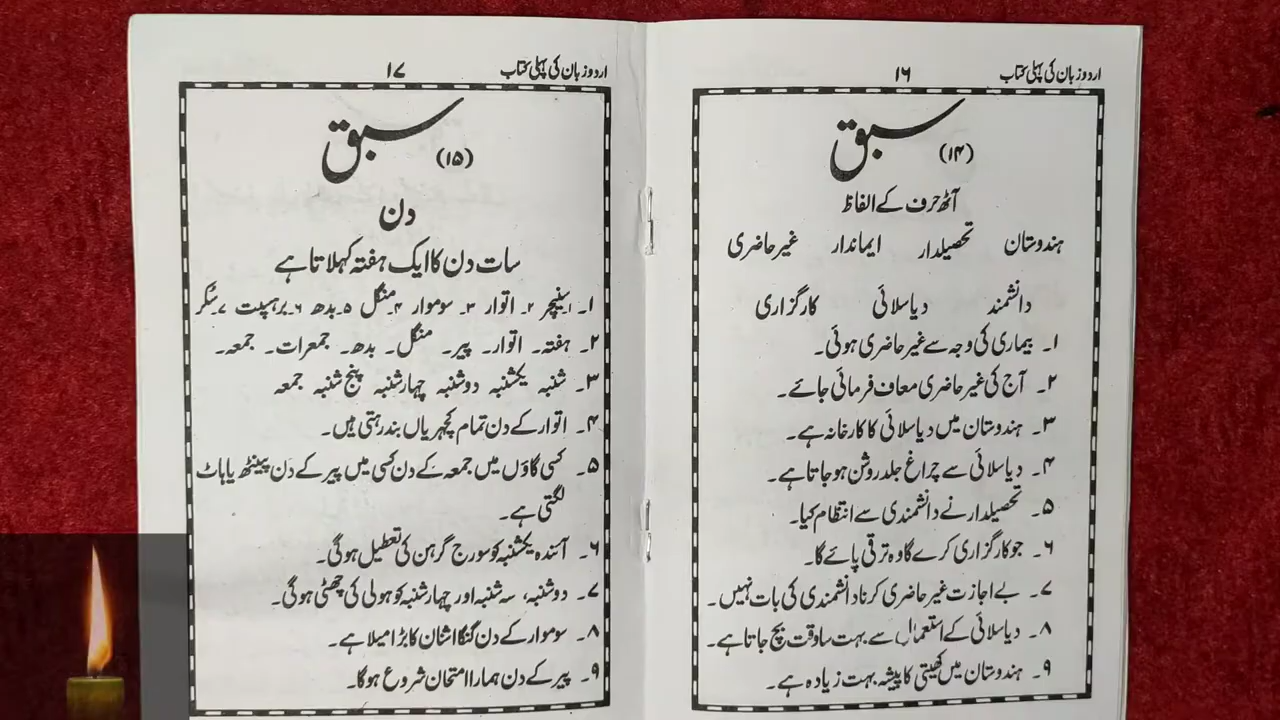 اردو زبان کی پہلی کتاب
۱۶
سبق (۱۴)
آٹھ حرف کے الفاظ
ہندوستان تحصیلدار ایماندار غیرحاضری
دانشمند دیاسلائی کارگزاری
۱۔ بیماری کی وجہ سے غیرحاضری ہوئی۔
۲۔ آج کی غیرحاضری معاف فرمائی جائے۔
۳۔ ہندوستان میں دیاسلائی کا کارخانہ ہے۔
۴۔ دیاسلائی سے چراغ جلد روشن ہوجاتا ہے۔
۵۔ تحصیلدار نے دانشمندی سے انتظام کیا۔
۶۔ جو کارگزاری کرے گا وہ ترقی پائے گا۔
۷۔ بے اجازت غیرحاضری کرنا دانشمندی کی بات نہیں۔
۸۔ دیاسلائی کے استعمال سے بہت سا وقت بچ جاتا ہے۔
۹۔ ہندوستان میں کھیتی کا پیشہ بہت زیادہ ہے۔
اردو زبان کی پہلی کتاب
۱۷
سبق (۱۵)
دن
سات دن کا ایک ہفتہ کہلاتا ہے
۱۔ ۱۔سنیچر ۲۔ اتوار ۳۔ سوموار ۴۔منگل ۵۔بدھ ۶۔برہسپت ۷۔شکر
۲۔ ہفتہ۔ اتوار۔ پیر۔ منگل۔ بدھ۔ جمعرات۔ جمعہ۔
۳۔ شنبہ یکشنبہ دوشنبہ چہارشنبہ پنج شنبہ جمعہ
۴۔ اتوار کے دن تمام کچہریاں بند رہتی ہیں۔
۵۔ کسی گاؤں میں جمعہ کے دن کسی میں پیر کے دن پینٹھ یا ہاٹ
لگتی ہے۔
۶۔ آئندہ یکشنبہ کو سورج گرہن کی تعطیل ہوگی۔
۷۔ دوشنبہ، سہ شنبہ اور چہارشنبہ کو ہولی کی چھٹی ہوگی۔
۸۔ سوموار کے دن گنگا اشنان کا بڑا میلا ہے۔
۹۔ پیر کے دن ہمارا امتحان شروع ہوگا۔